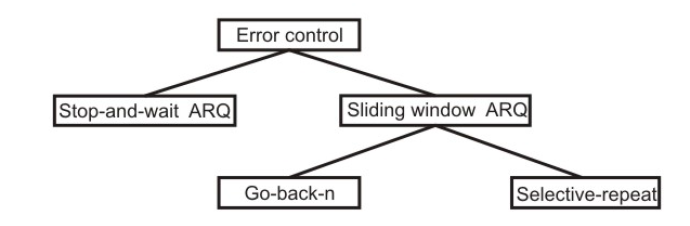 Error control
Stop-and-wait ARQ
Sliding window ARQ
Go-back-n
Selective-repeat